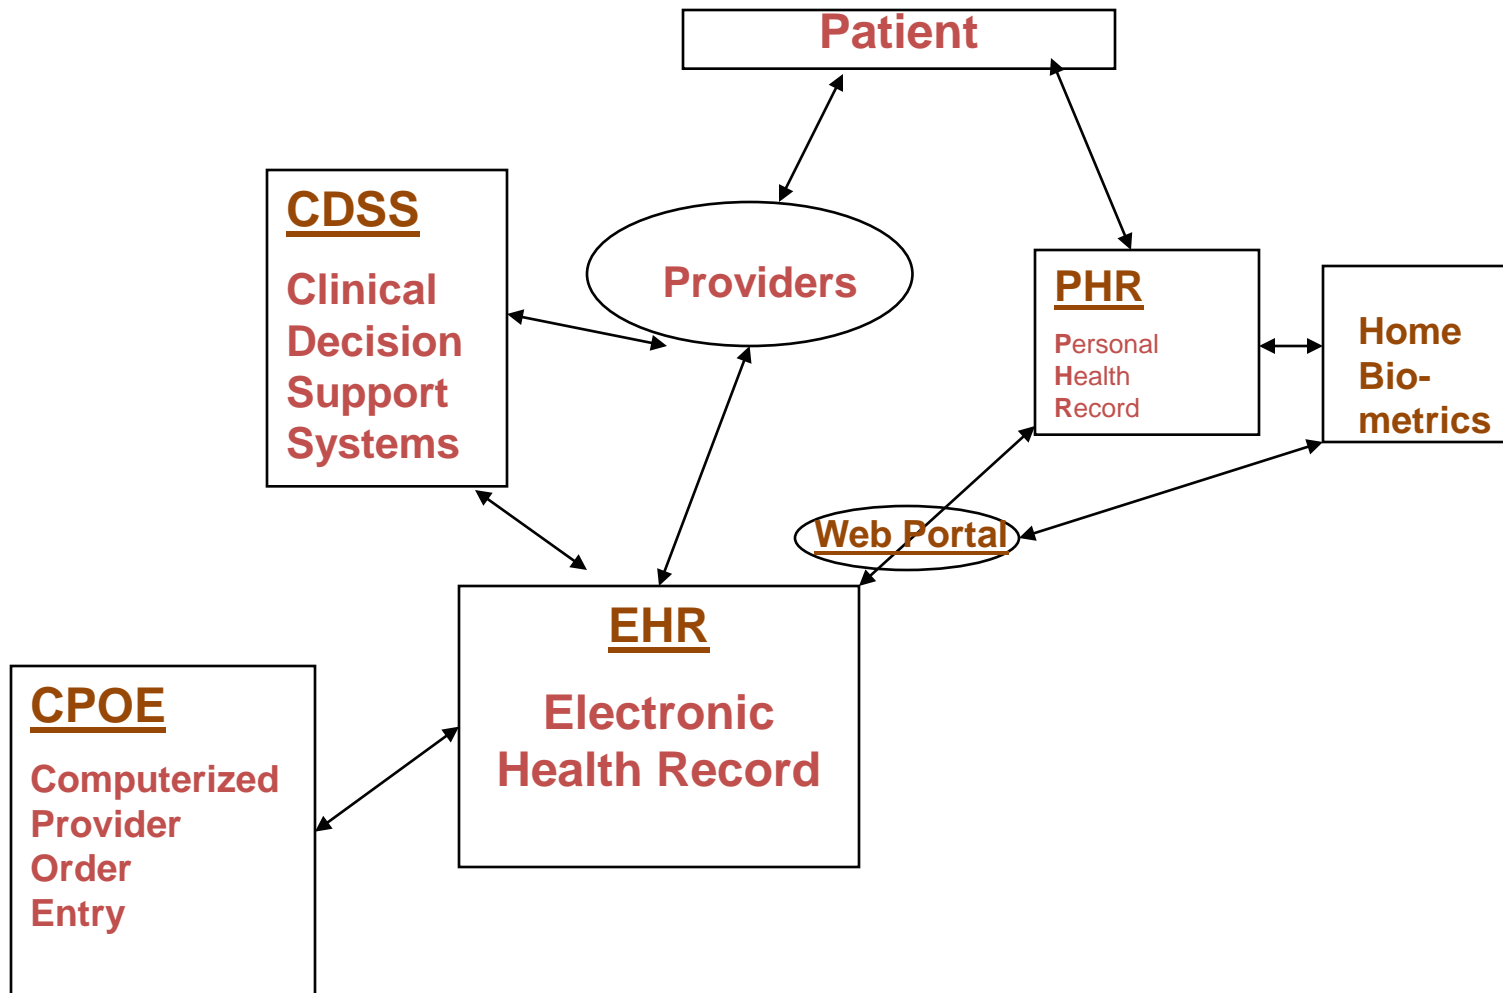 Patient
CDSS
Clinical
Decision
Support
Systems
Providers
PHR
Personal
Health
Record
Home
Bio-
metrics
Web Portal
EHR
Electronic
Health Record
CPOE
Computerized
Provider
Order
Entry